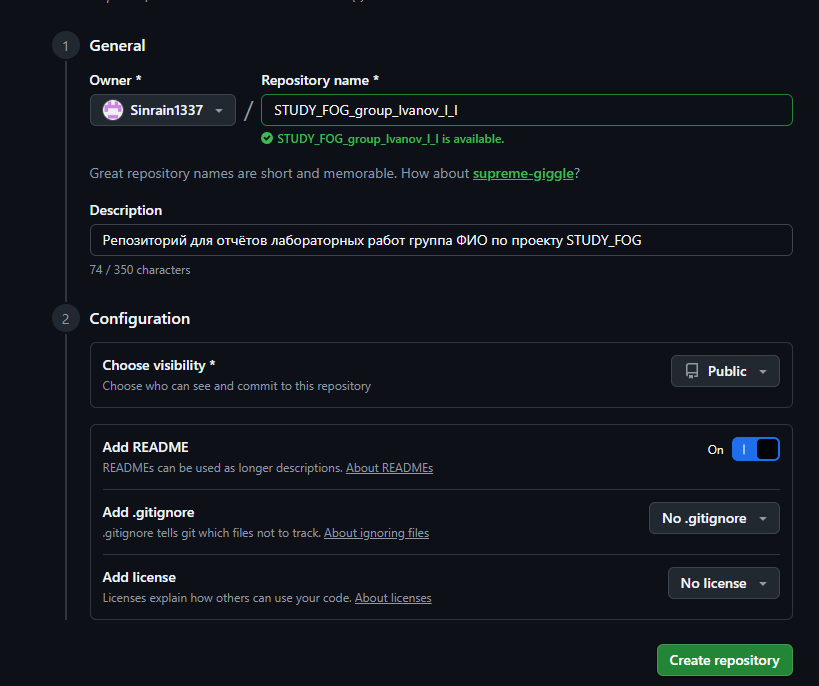 1 General
Owner * Repository name *
Sinrain1337 / STUDY_FOG_group_Ivanov_I_I
STUDY_FOG_group_Ivanov_I_I is available.
Great repository names are short and memorable. How about supreme-giggle?
Description
Репозиторий для отчётов лабораторных работ группа ФИО по проекту STUDY_FOG
74 / 350 characters
2 Configuration
Choose visibility *
Choose who can see and commit to this repository
Public
Add README
READMEs can be used as longer descriptions. About READMEs
On
Add .gitignore
.gitignore tells git which files not to track. About ignoring files
No .gitignore
Add license
Licenses explain how others can use your code. About licenses
No license
Create repository